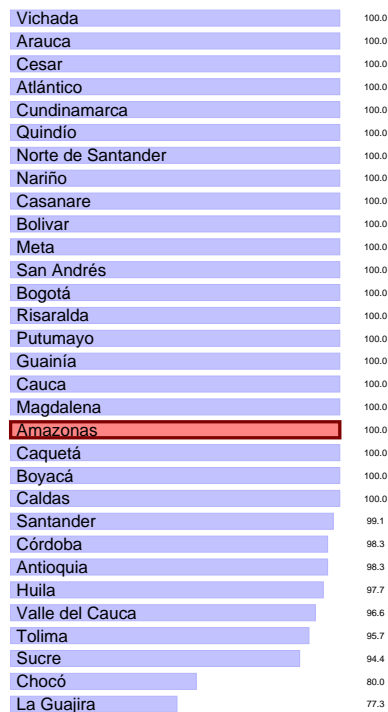 Vichada 100.0
Arauca 100.0
Cesar 100.0
Atlántico 100.0
Cundinamarca 100.0
Quindío 100.0
Norte de Santander 100.0
Nariño 100.0
Casanare 100.0
Bolivar 100.0
Meta 100.0
San Andrés 100.0
Bogotá 100.0
Risaralda 100.0
Putumayo 100.0
Guainía 100.0
Cauca 100.0
Magdalena 100.0
Amazonas 100.0
Caquetá 100.0
Boyacá 100.0
Caldas 100.0
Santander 99.1
Córdoba 98.3
Antioquia 98.3
Huila 97.7
Valle del Cauca 96.6
Tolima 95.7
Sucre 94.4
Chocó 80.0
La Guajira 77.3